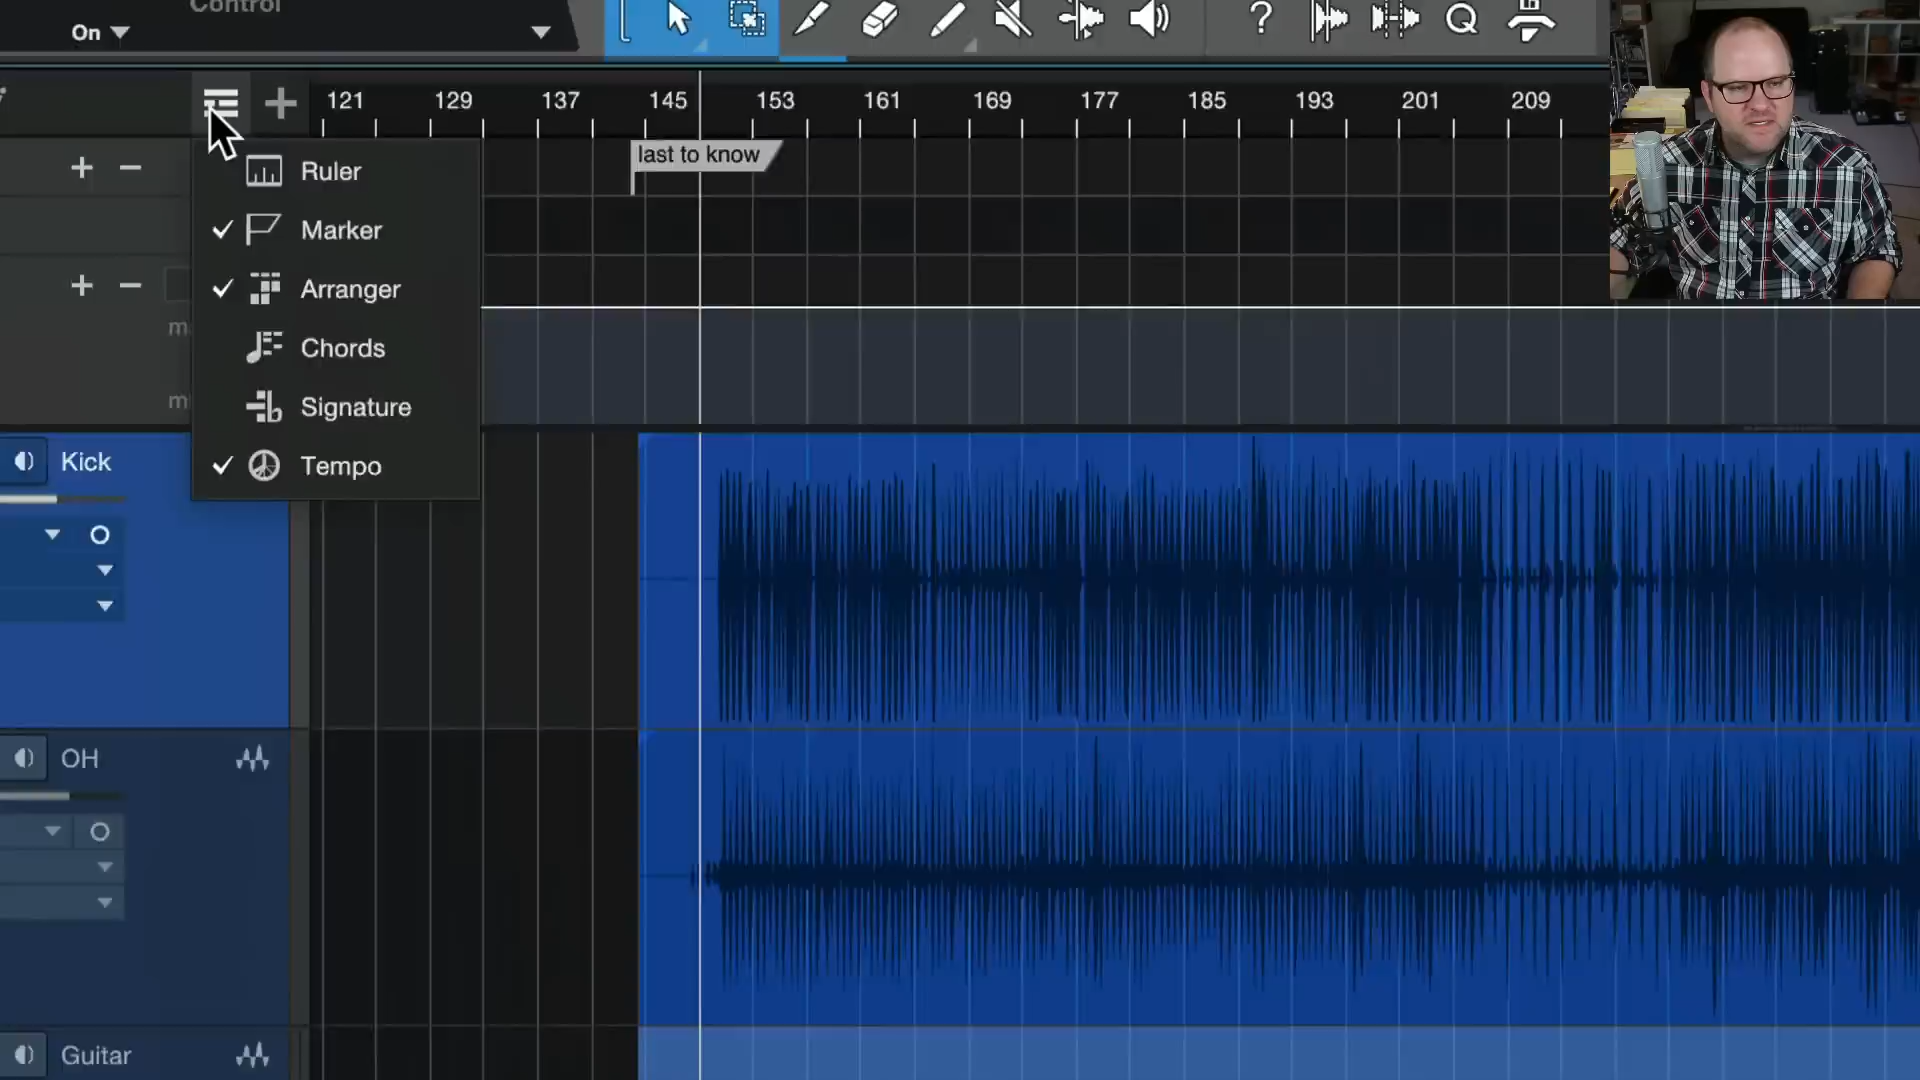 Control
On
121 129 137 145 153 161 169 177 185 193 201 209
last to know
Ruler
Marker
Arranger
Chords
Signature
Tempo
Kick
OH
Guitar